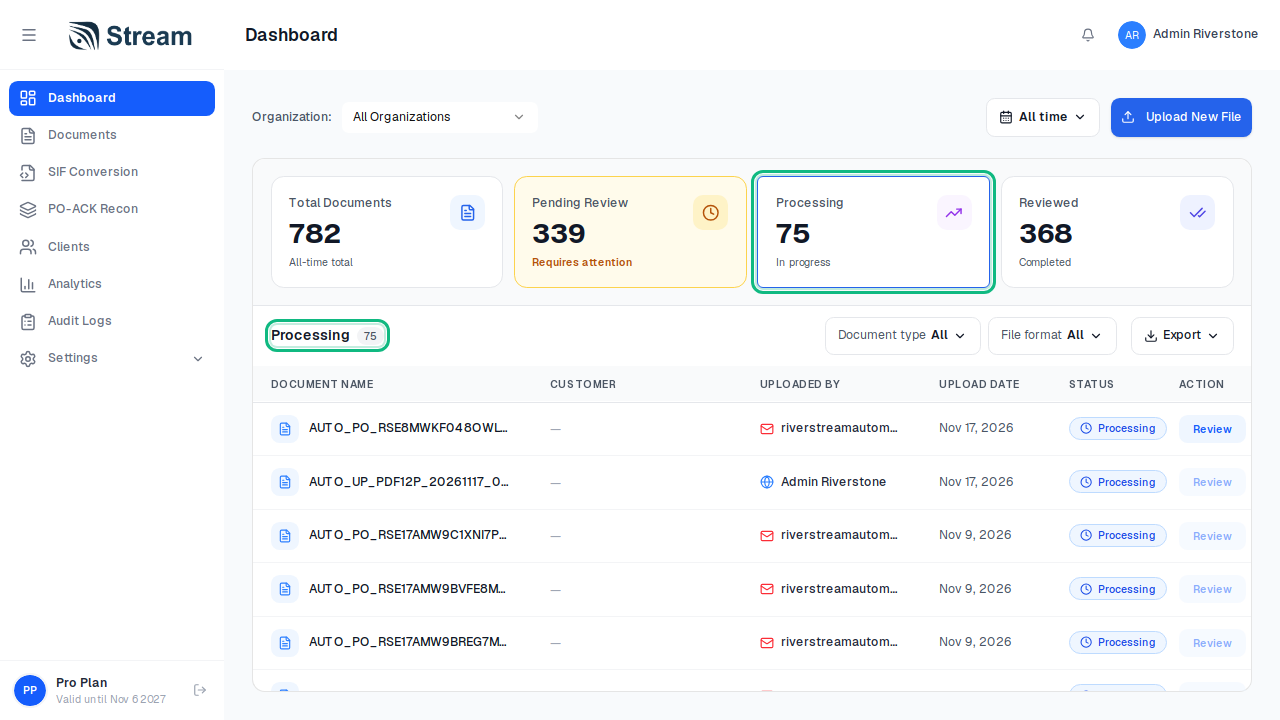 Stream
Dashboard
AR
Admin Riverstone
Dashboard
Documents
SIF Conversion
PO-ACK Recon
Clients
Analytics
Audit Logs
Settings
PP
Pro Plan
Valid until Nov 6 2027
Organization:
All Organizations
All time
Upload New File
Total Documents
782
All-time total
Pending Review
339
Requires attention
Processing
75
In progress
Reviewed
368
Completed
Processing 75
Document type All
File format All
Export
DOCUMENT NAME CUSTOMER UPLOADED BY UPLOAD DATE STATUS ACTION
AUTO_PO_RSE8MWKF048OWL… — riverstreamautom… Nov 17, 2026 Processing Review
AUTO_UP_PDF12P_20261117_0… — Admin Riverstone Nov 17, 2026 Processing Review
AUTO_PO_RSE17AMW9C1XNI7P… — riverstreamautom… Nov 9, 2026 Processing Review
AUTO_PO_RSE17AMW9BVFE8M… — riverstreamautom… Nov 9, 2026 Processing Review
AUTO_PO_RSE17AMW9BREG7M… — riverstreamautom… Nov 9, 2026 Processing Review